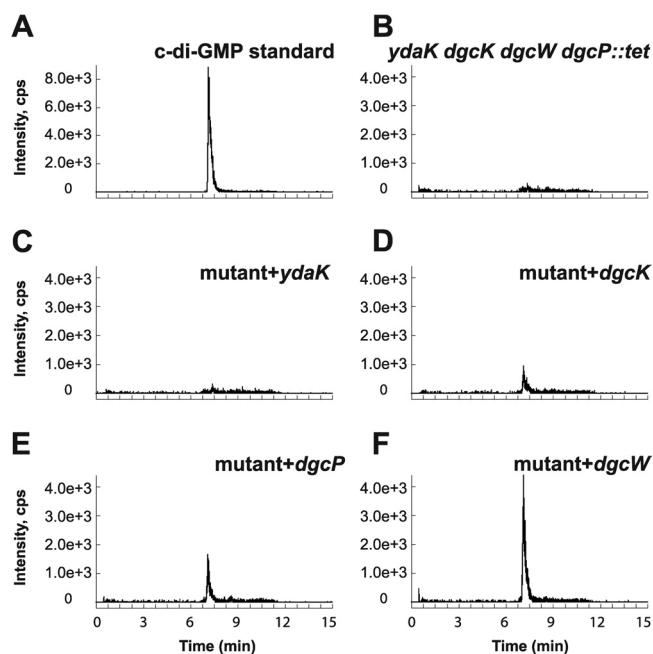 A
c-di-GMP standard
Intensity, cps
8.0e+3
6.0e+3
4.0e+3
2.0e+3
0
B
ydaK dgcK dgcW dgcP::tet
4.0e+3
3.0e+3
2.0e+3
1.0e+3
0
C
mutant+ydaK
Intensity, cps
4.0e+3
3.0e+3
2.0e+3
1.0e+3
0
D
mutant+dgcK
4.0e+3
3.0e+3
2.0e+3
1.0e+3
0
E
mutant+dgcP
Intensity, cps
4.0e+3
3.0e+3
2.0e+3
1.0e+3
0
0 3 6 9 12 15
Time (min)
F
mutant+dgcW
4.0e+3
3.0e+3
2.0e+3
1.0e+3
0
0 3 6 9 12 15
Time (min)